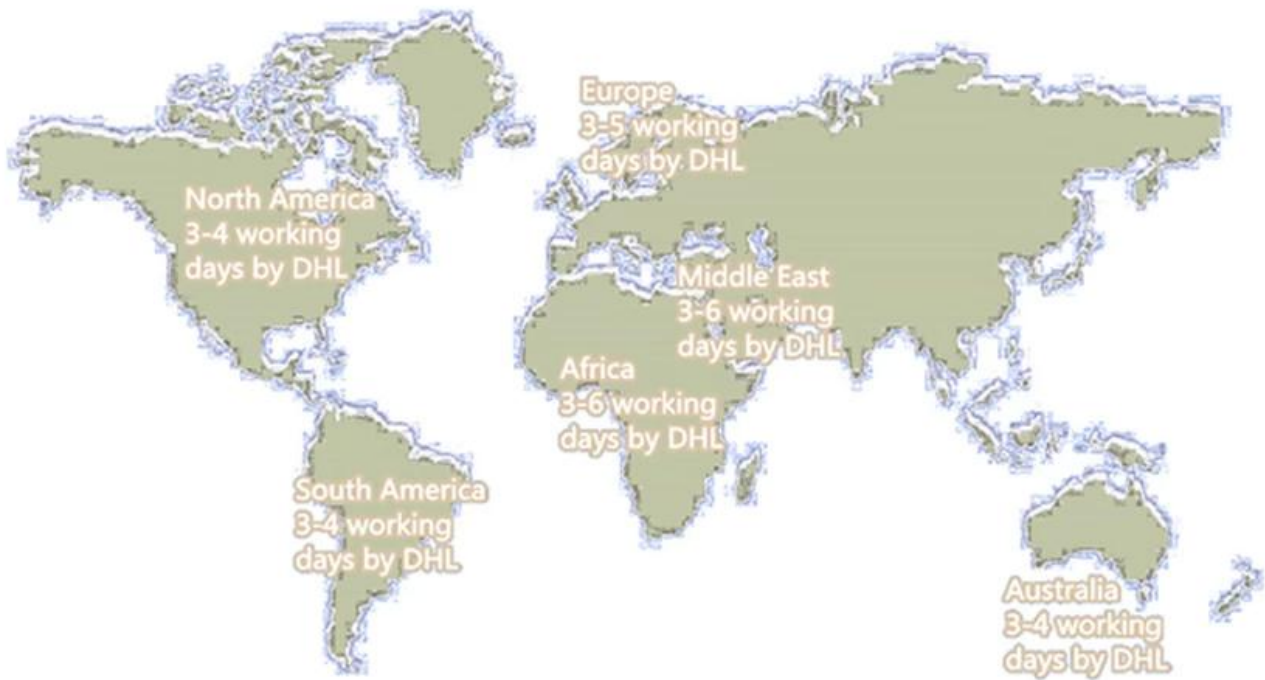 Europe
3-5 working
days by DHL
North America
3-4 working
days by DHL
Middle East
3-6 working
days by DHL
Africa
3-6 working
days by DHL
South America
3-4 working
days by DHL
Australia
3-4 working
days by DHL